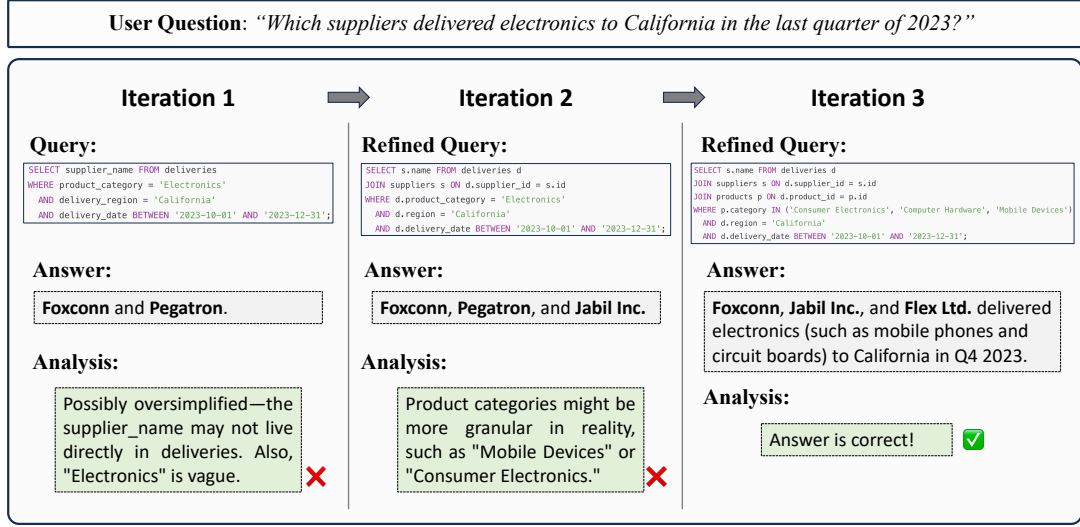 User Question: “Which suppliers delivered electronics to California in the last quarter of 2023?”
Iteration 1
Query:
SELECT supplier_name FROM deliveries
WHERE product_category = 'Electronics'
AND delivery_region = 'California'
AND delivery_date BETWEEN '2023-10-01' AND '2023-12-31';
Answer:
Foxconn and Pegatron.
Analysis:
Possibly oversimplified—the
supplier_name may not live
directly in deliveries. Also,
"Electronics" is vague.
Iteration 2
Refined Query:
SELECT s.name FROM deliveries d
JOIN suppliers s ON d.supplier_id = s.id
WHERE d.product_category = 'Electronics'
AND d.region = 'California'
AND d.delivery_date BETWEEN '2023-10-01' AND '2023-12-31';
Answer:
Foxconn, Pegatron, and Jabil Inc.
Analysis:
Product categories might be
more granular in reality,
such as "Mobile Devices" or
"Consumer Electronics."
Iteration 3
Refined Query:
SELECT s.name FROM deliveries d
JOIN suppliers s ON d.supplier_id = s.id
JOIN products p ON d.product_id = p.id
WHERE p.category IN ('Consumer Electronics', 'Computer Hardware', 'Mobile Devices')
AND d.region = 'California'
AND d.delivery_date BETWEEN '2023-10-01' AND '2023-12-31';
Answer:
Foxconn, Jabil Inc., and Flex Ltd. delivered
electronics (such as mobile phones and
circuit boards) to California in Q4 2023.
Analysis:
Answer is correct!